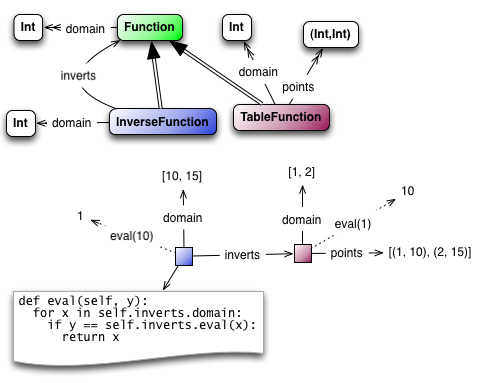 Int
domain
Function
Int
(Int,Int)
inverts
domain
points
Int
domain
InverseFunction
TableFunction
[10, 15]
[1, 2]
1
domain
domain
10
eval(10)
eval(1)
inverts
points
[(1, 10), (2, 15)]
def eval(self, y):
  for x in self.inverts.domain:
    if y == self.inverts.eval(x):
      return x